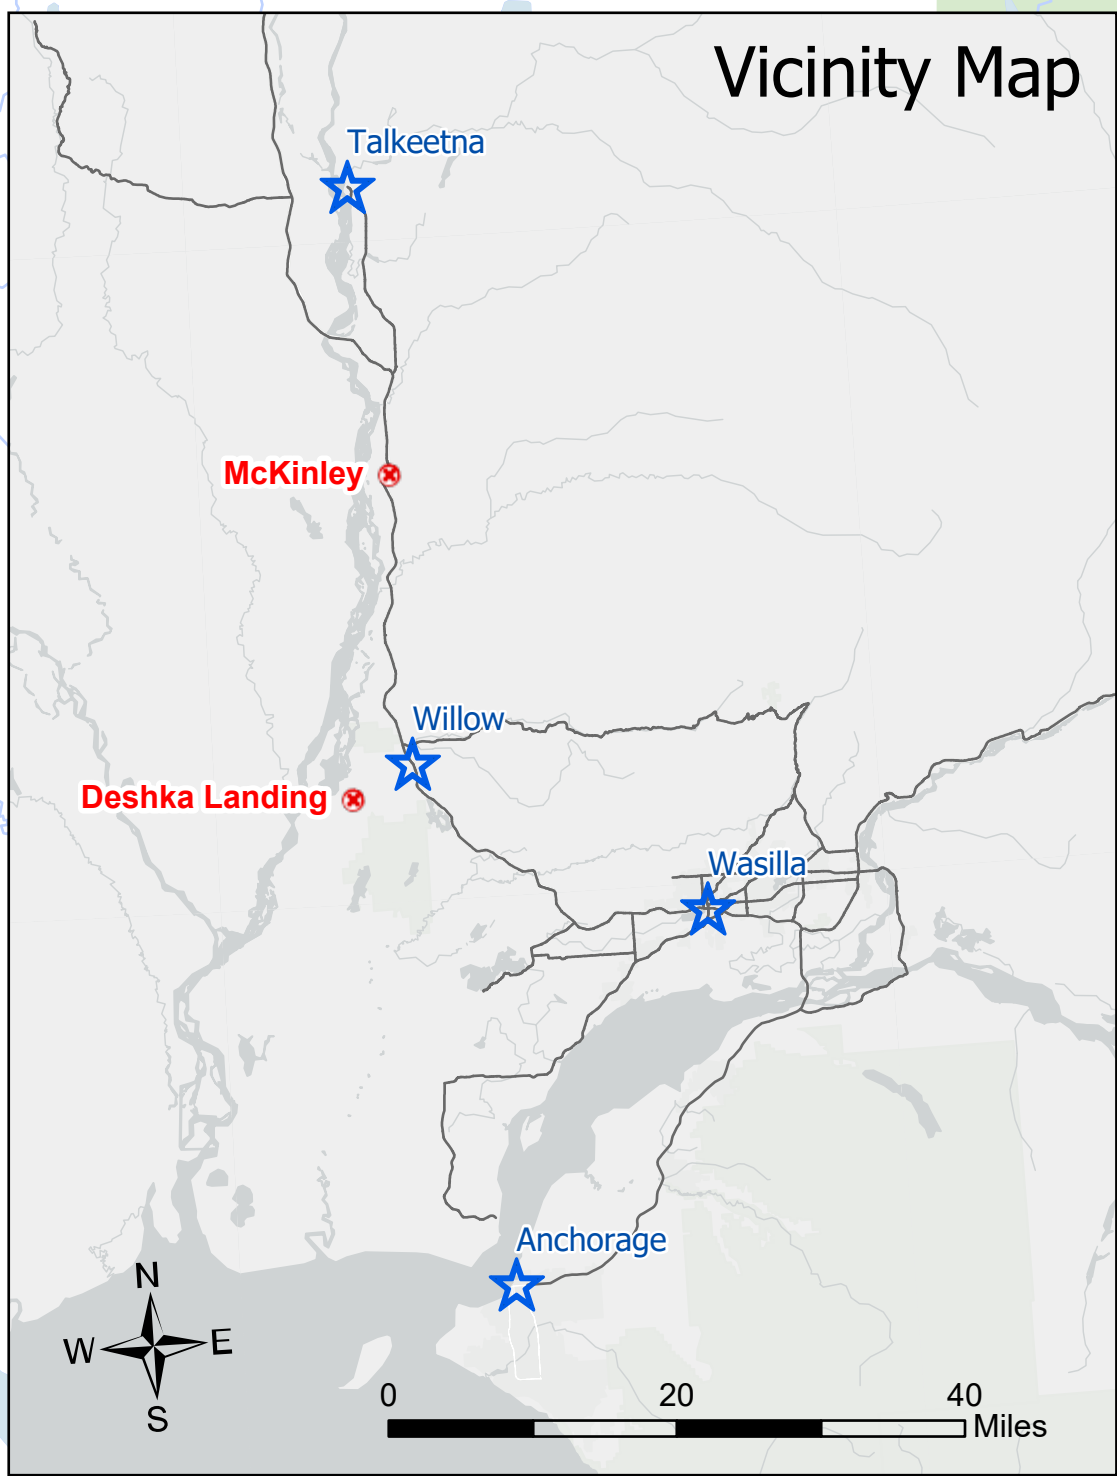 Vicinity Map
Talkeetna
McKinley
Willow
Deshka Landing
Wasilla
Anchorage
N
W E
S
0 20 40
Miles